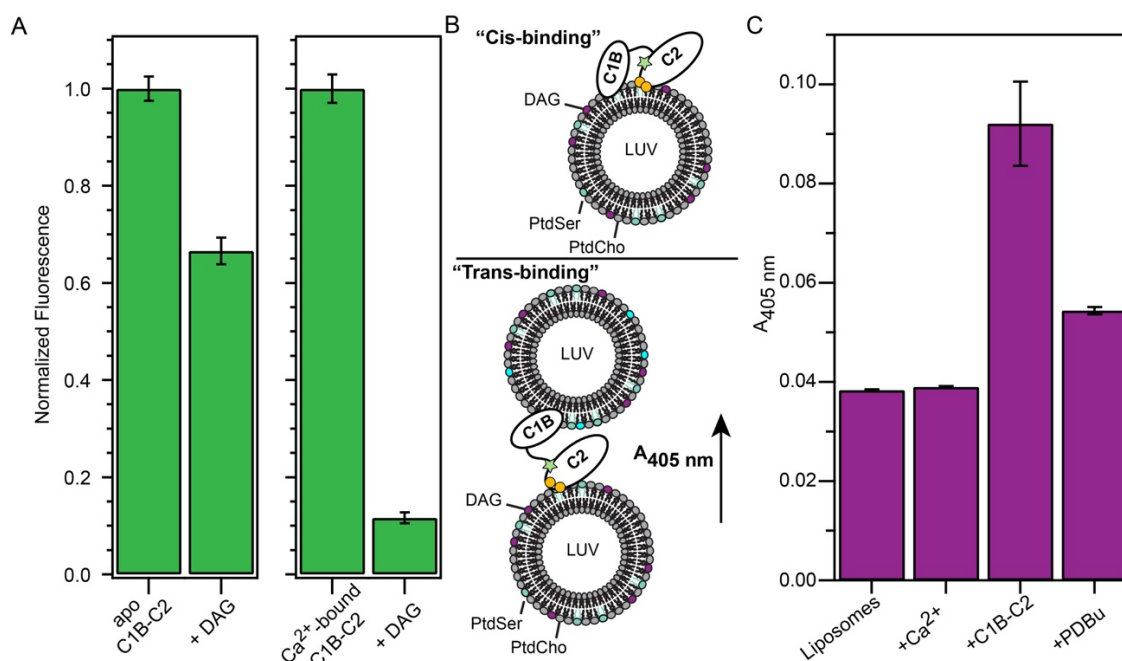 A
Normalized Fluorescence
1.0
0.8
0.6
0.4
0.2
0.0
apo
C1B-C2
+ DAG
Ca²⁺-bound
C1B-C2
+ DAG
B
“Cis-binding”
C1B
C2
DAG
LUV
PtdSer
PtdCho
“Trans-binding”
LUV
C1B
C2
A405 nm
DAG
LUV
PtdSer
PtdCho
C
A405 nm
0.10
0.08
0.06
0.04
0.02
0.00
Liposomes
+Ca²⁺
+C1B-C2
+PDBu